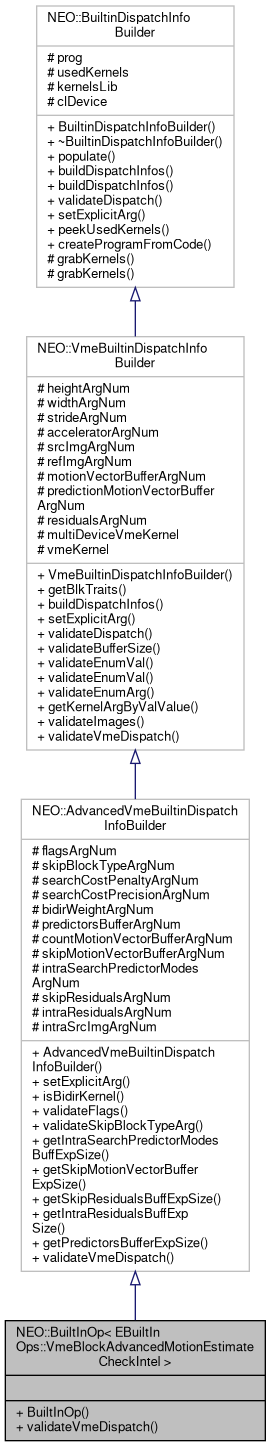 NEO::BuiltinDispatchInfo
Builder
# prog
# usedKernels
# kernelsLib
# clDevice
+ BuiltinDispatchInfoBuilder()
+ ~BuiltinDispatchInfoBuilder()
+ populate()
+ buildDispatchInfos()
+ buildDispatchInfos()
+ validateDispatch()
+ setExplicitArg()
+ peekUsedKernels()
+ createProgramFromCode()
# grabKernels()
# grabKernels()
NEO::VmeBuiltinDispatchInfo
Builder
# heightArgNum
# widthArgNum
# strideArgNum
# acceleratorArgNum
# srcImgArgNum
# refImgArgNum
# motionVectorBufferArgNum
# predictionMotionVectorBuffer
ArgNum
# residualsArgNum
# multiDeviceVmeKernel
# vmeKernel
+ VmeBuiltinDispatchInfoBuilder()
+ getBlkTraits()
+ buildDispatchInfos()
+ setExplicitArg()
+ validateDispatch()
+ validateBufferSize()
+ validateEnumVal()
+ validateEnumVal()
+ validateEnumArg()
+ getKernelArgByValValue()
+ validateImages()
+ validateVmeDispatch()
NEO::AdvancedVmeBuiltinDispatch
InfoBuilder
# flagsArgNum
# skipBlockTypeArgNum
# searchCostPenaltyArgNum
# searchCostPrecisionArgNum
# bidirWeightArgNum
# predictorsBufferArgNum
# countMotionVectorBufferArgNum
# skipMotionVectorBufferArgNum
# intraSearchPredictorModes
ArgNum
# skipResidualsArgNum
# intraResidualsArgNum
# intraSrcImgArgNum
+ AdvancedVmeBuiltinDispatch
InfoBuilder()
+ setExplicitArg()
+ isBidirKernel()
+ validateFlags()
+ validateSkipBlockTypeArg()
+ getIntraSearchPredictorModes
BuffExpSize()
+ getSkipMotionVectorBuffer
ExpSize()
+ getSkipResidualsBuffExpSize()
+ getIntraResidualsBuffExp
Size()
+ getPredictorsBufferExpSize()
+ validateVmeDispatch()
NEO::BuiltInOp< EBuiltIn
Ops::VmeBlockAdvancedMotionEstimate
CheckIntel >
+ BuiltInOp()
+ validateVmeDispatch()